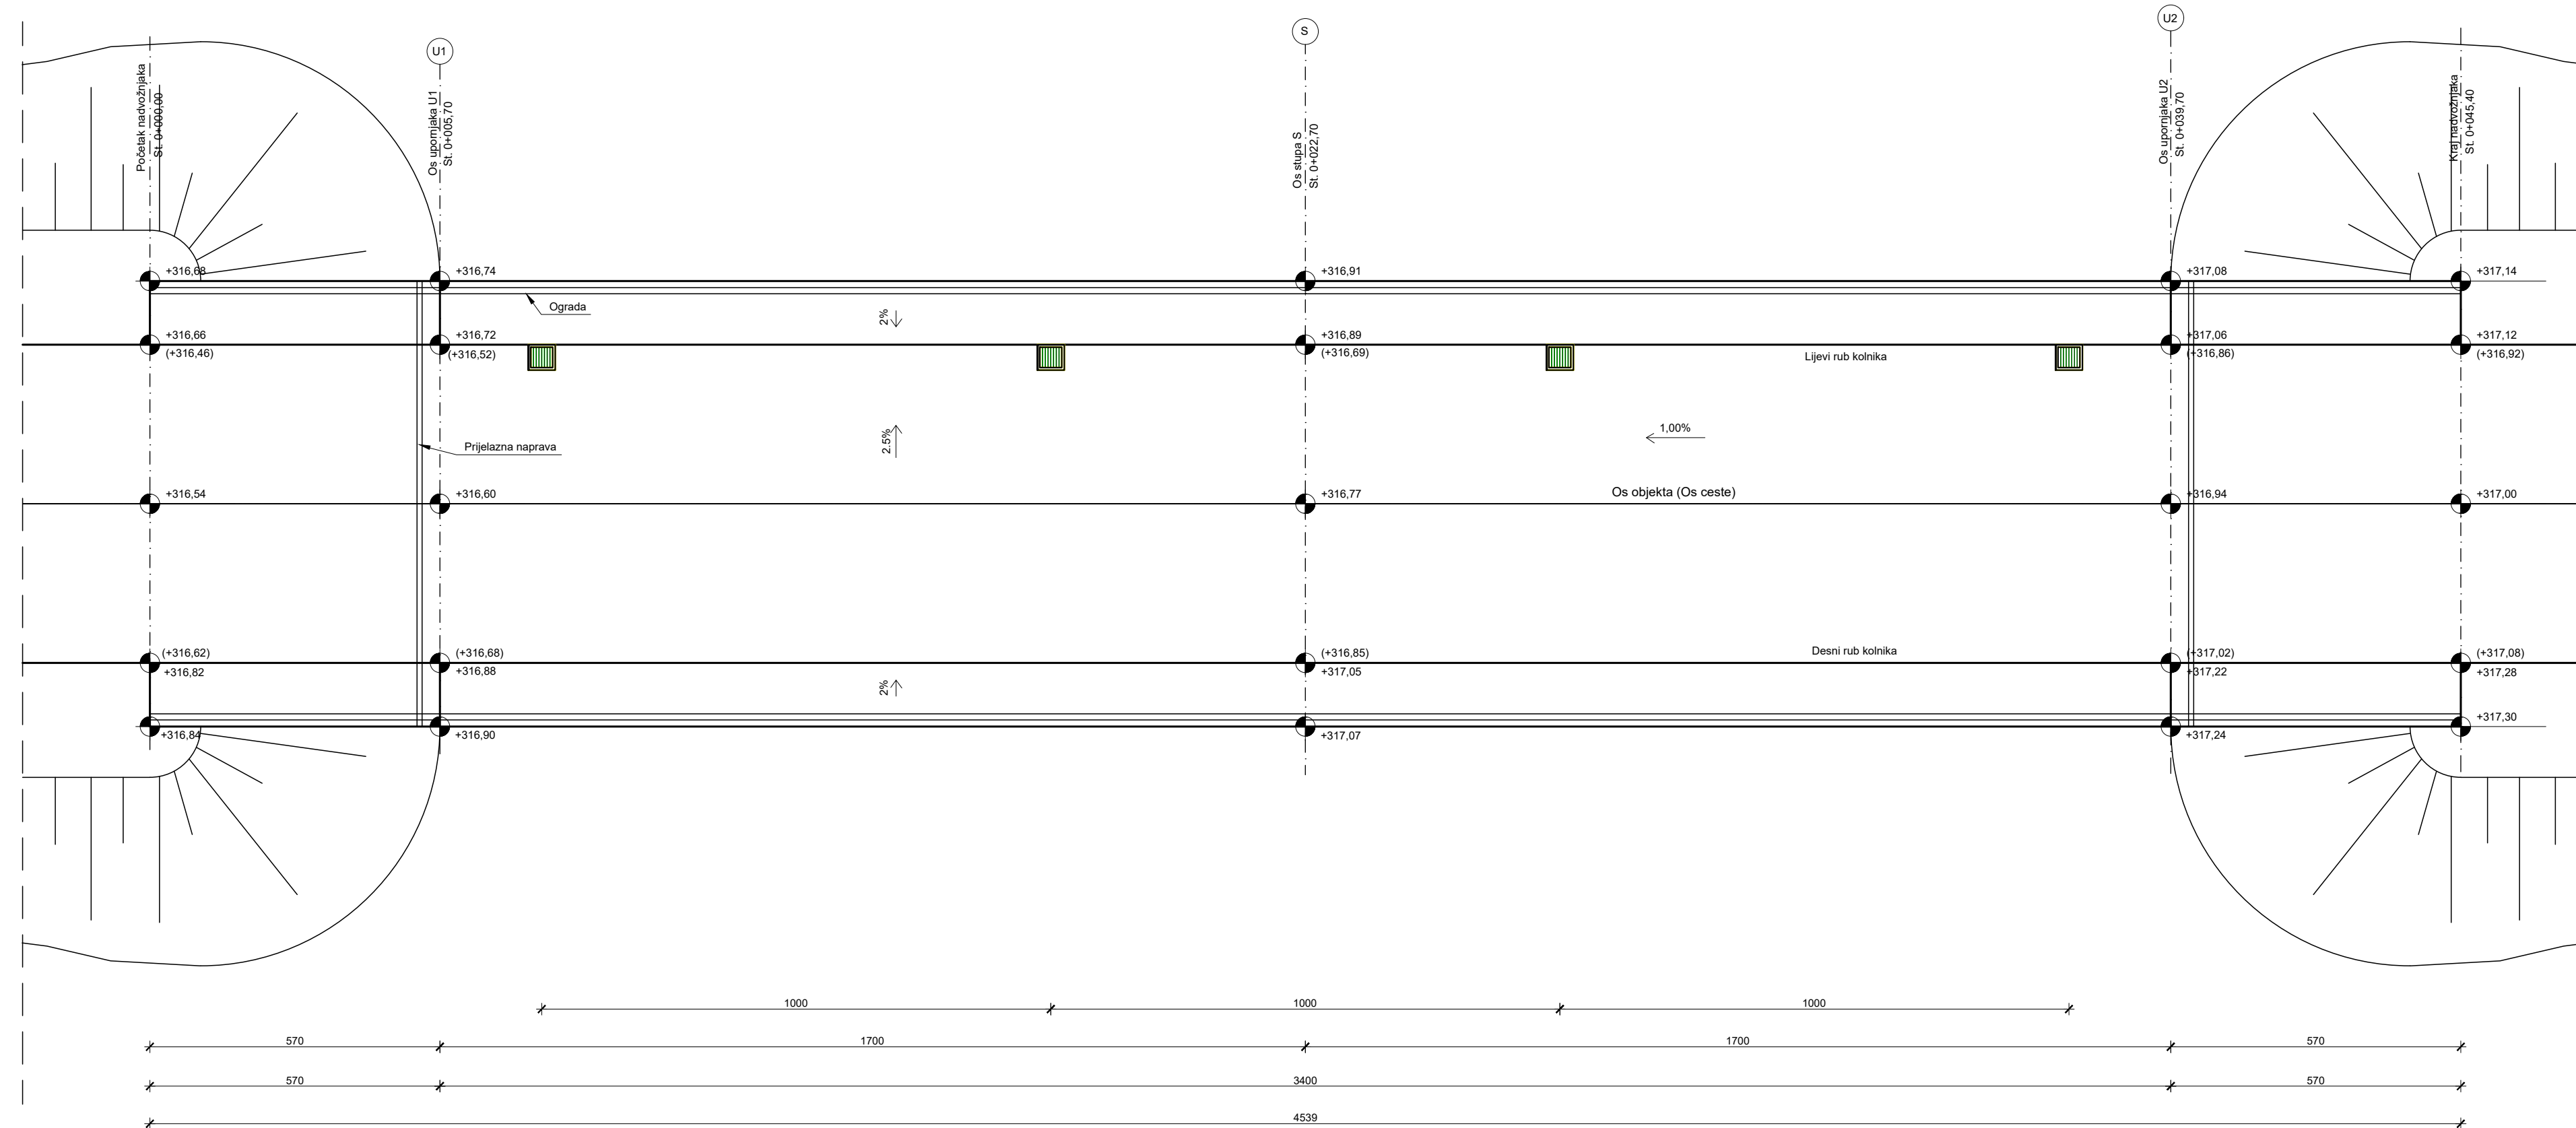 U1
S
U2
Početak nadvožnjaka
St. 0+000,00
Os upornjaka U1
St. 0+005,70
Os stupa S
St. 0+022,70
Os upornjaka U2
St. 0+039,70
Kraj nadvožnjaka
St. 0+045,40
+316,68
+316,74
+316,91
+317,08
+317,14
Ograda
2%
+316,66
+316,72
+316,89
+317,06
+317,12
(+316,46)
(+316,52)
(+316,69)
Lijevi rub kolnika
(+316,86)
(+316,92)
2.5%
1,00%
Prijelazna naprava
+316,54
+316,60
+316,77
Os objekta (Os ceste)
+316,94
+317,00
(+316,62)
(+316,68)
(+316,85)
Desni rub kolnika
(+317,02)
(+317,08)
+316,82
+316,88
+317,05
+317,22
+317,28
2%
+316,84
+316,90
+317,07
+317,24
+317,30
1000
1000
1000
570
1700
1700
570
570
3400
570
4539